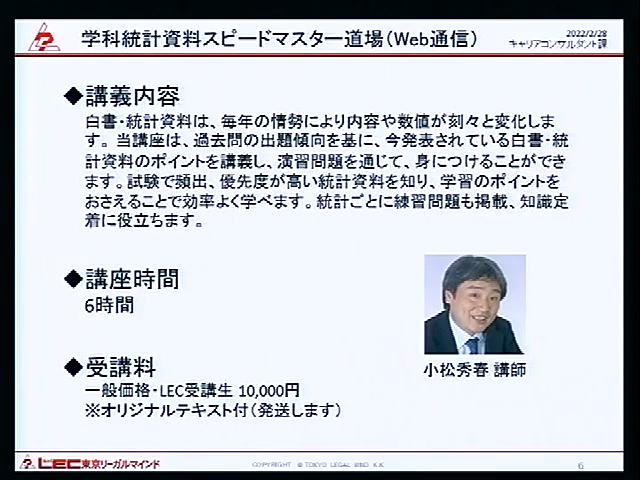 学科統計資料スピードマスター道場（Web通信）
2022/2/28
キャリアコンサルタント課
◆講義内容
白書・統計資料は、毎年の情勢により内容や数値が刻々と変化しま
す。当講座は、過去問の出題傾向を基に、今発表されている白書・統
計資料のポイントを講義し、演習問題を通じて、身につけることができ
ます。試験で頻出、優先度が高い統計資料を知り、学習のポイントを
おさえることで効率よく学べます。統計ごとに練習問題も掲載、知識定
着に役立ちます。
◆講座時間
6時間
小松秀春 講師
◆受講料
一般価格・LEC受講生 10,000円
※オリジナルテキスト付（発送します）
LEC東京リーガルマインド
COPYRIGHT © TOKYO LEGAL MIND K.K
6